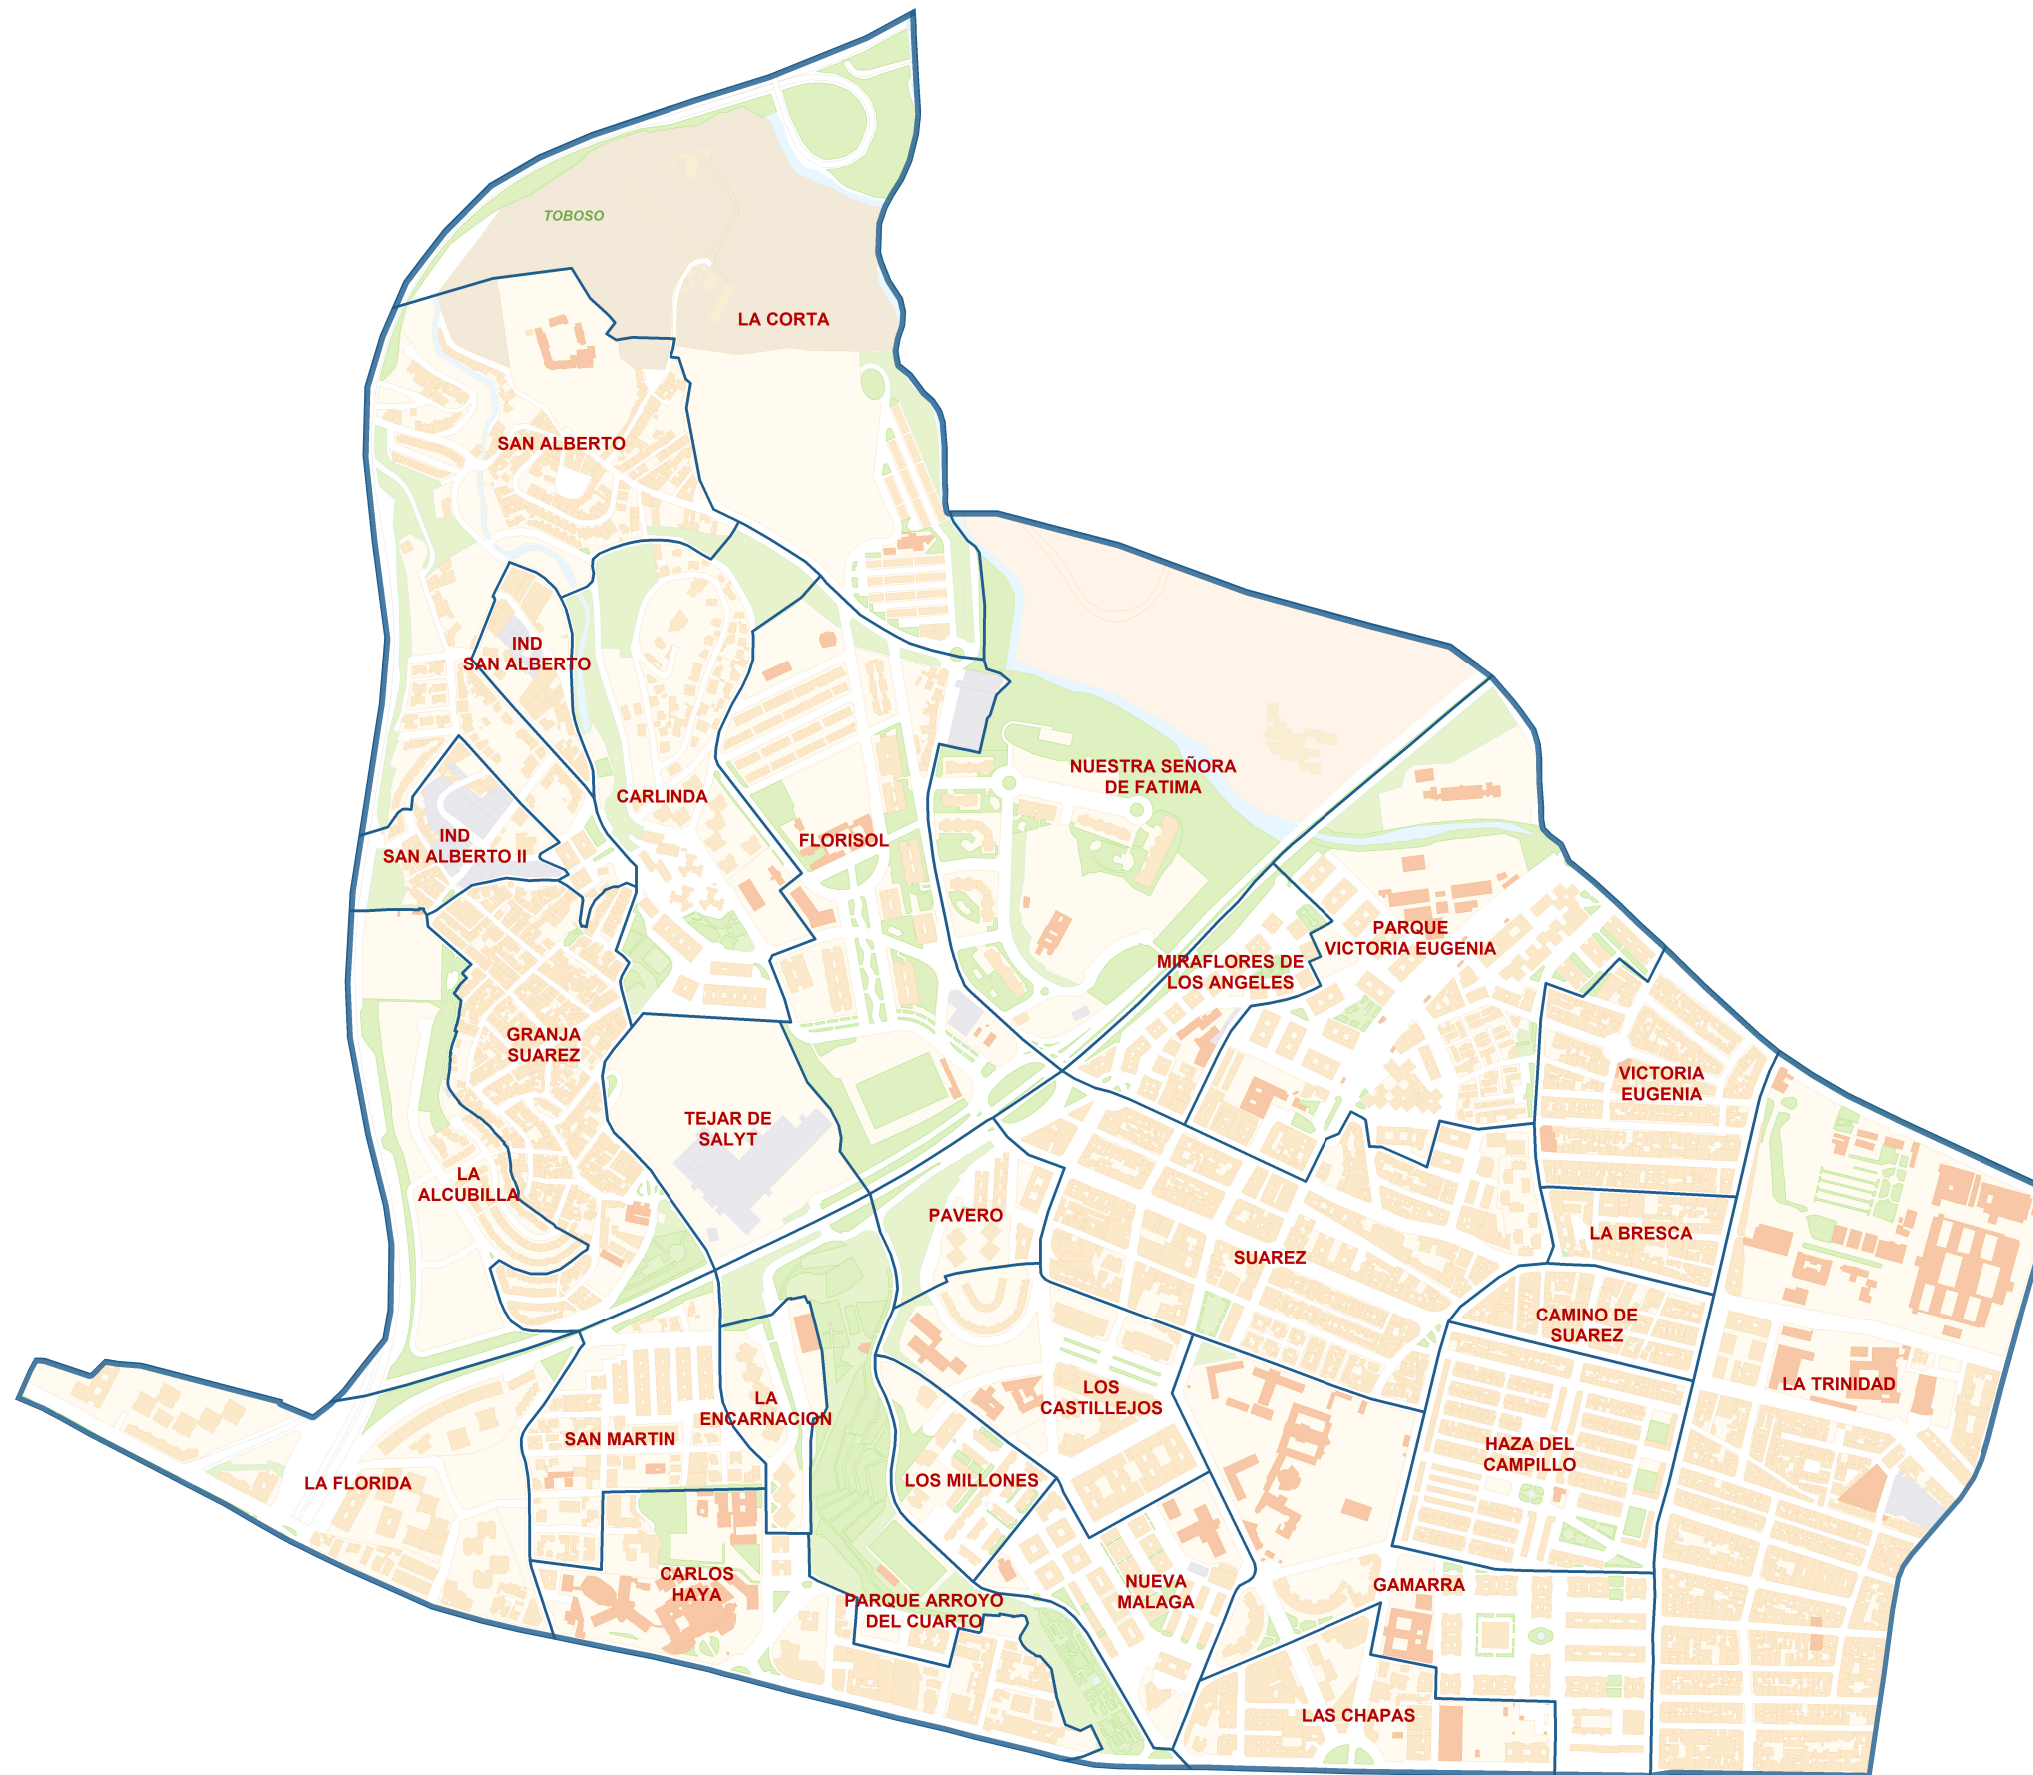 TOBOSO
LA CORTA
SAN ALBERTO
IND
SAN ALBERTO
NUESTRA SEÑORA
DE FATIMA
CARLINDA
FLORISOL
IND
SAN ALBERTO II
PARQUE
VICTORIA EUGENIA
MIRAFLORES DE
LOS ANGELES
GRANJA
SUAREZ
VICTORIA
EUGENIA
TEJAR DE
SALYT
LA
ALCUBILLA
PAVERO
LA BRESCA
SUAREZ
CAMINO DE
SUAREZ
LA TRINIDAD
LOS
CASTILLEJOS
LA
ENCARNACION
SAN MARTIN
HAZA DEL
CAMPILLO
LA FLORIDA
LOS MILLONES
CARLOS
HAYA
NUEVA
MALAGA
GAMARRA
PARQUE ARROYO
DEL CUARTO
LAS CHAPAS